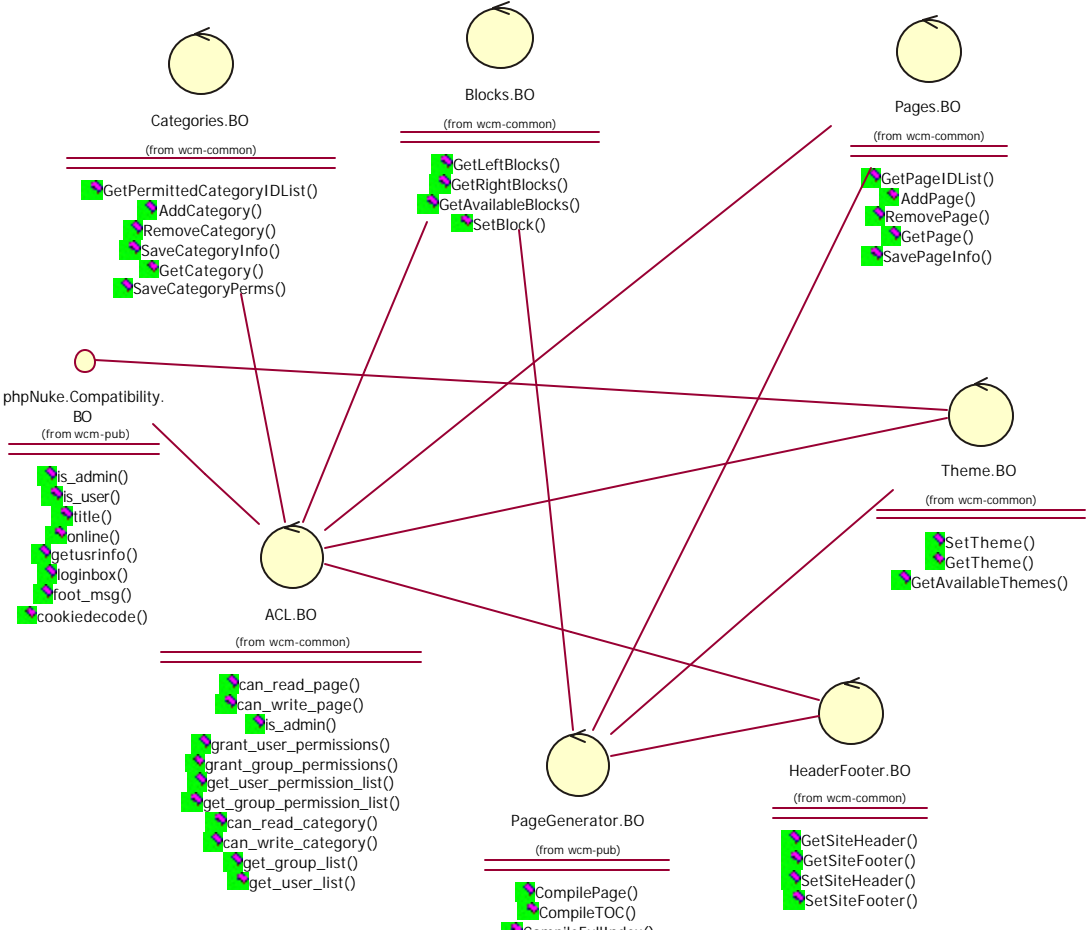 Categories.BO
(from wcm-common)
GetPermittedCategoryIDList()
AddCategory()
RemoveCategory()
SaveCategoryInfo()
GetCategory()
SaveCategoryPerms()
Blocks.BO
(from wcm-common)
GetLeftBlocks()
GetRightBlocks()
GetAvailableBlocks()
SetBlock()
Pages.BO
(from wcm-common)
GetPageIDList()
AddPage()
RemovePage()
GetPage()
SavePageInfo()
phpNuke.Compatibility.
BO
(from wcm-pub)
is_admin()
is_user()
title()
online()
getusrinfo()
loginbox()
foot_msg()
cookiedecode()
Theme.BO
(from wcm-common)
SetTheme()
GetTheme()
GetAvailableThemes()
ACL.BO
(from wcm-common)
can_read_page()
can_write_page()
is_admin()
grant_user_permissions()
grant_group_permissions()
get_user_permission_list()
get_group_permission_list()
can_read_category()
can_write_category()
get_group_list()
get_user_list()
PageGenerator.BO
(from wcm-pub)
CompilePage()
CompileTOC()
CompileFullIndex()
HeaderFooter.BO
(from wcm-common)
GetSiteHeader()
GetSiteFooter()
SetSiteHeader()
SetSiteFooter()